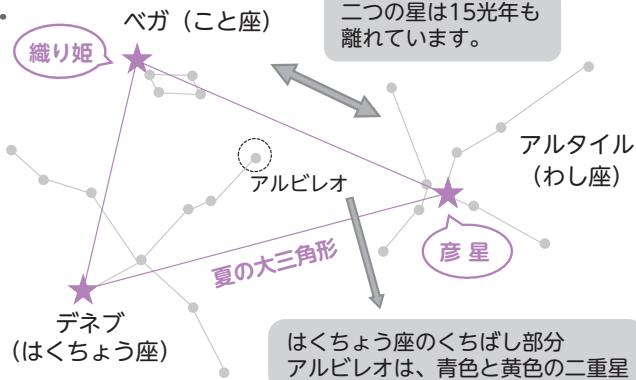 ベガ（こと座）
織り姫
二つの星は15光年も
離れています。
アルタイル
（わし座）
アルビレオ
彦星
夏の大三角形
デネブ
（はくちょう座）
はくちょう座のくちばし部分
アルビレオは、青色と黄色の二重星